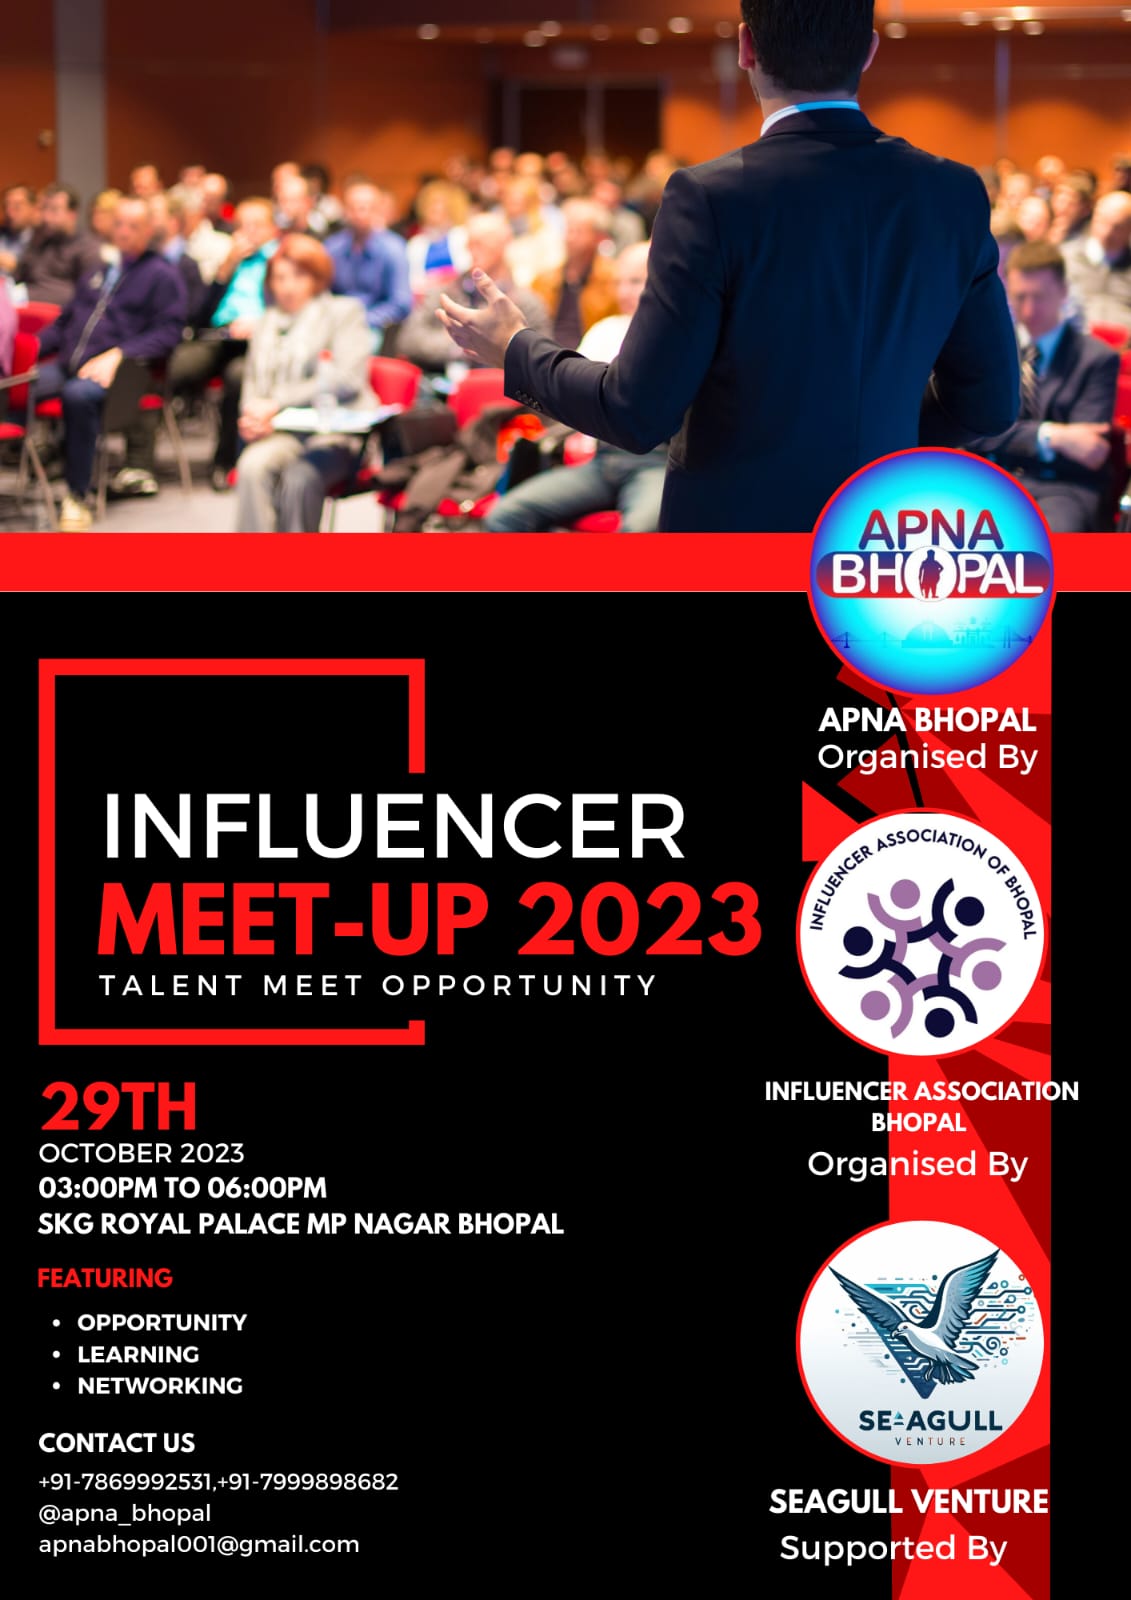 APNA
BHOPAL
APNA BHOPAL
Organised By
INFLUENCER
MEET-UP 2023
TALENT MEET OPPORTUNITY
INFLUENCER ASSOCIATION OF BHOPAL
INFLUENCER ASSOCIATION
BHOPAL
Organised By
29TH
OCTOBER 2023
03:00PM TO 06:00PM
SKG ROYAL PALACE MP NAGAR BHOPAL
FEATURING
• OPPORTUNITY
• LEARNING
• NETWORKING
CONTACT US
+91-7869992531,+91-7999898682
@apna_bhopal
apnabhopal001@gmail.com
SEAGULL
VENTURE
SEAGULL VENTURE
Supported By